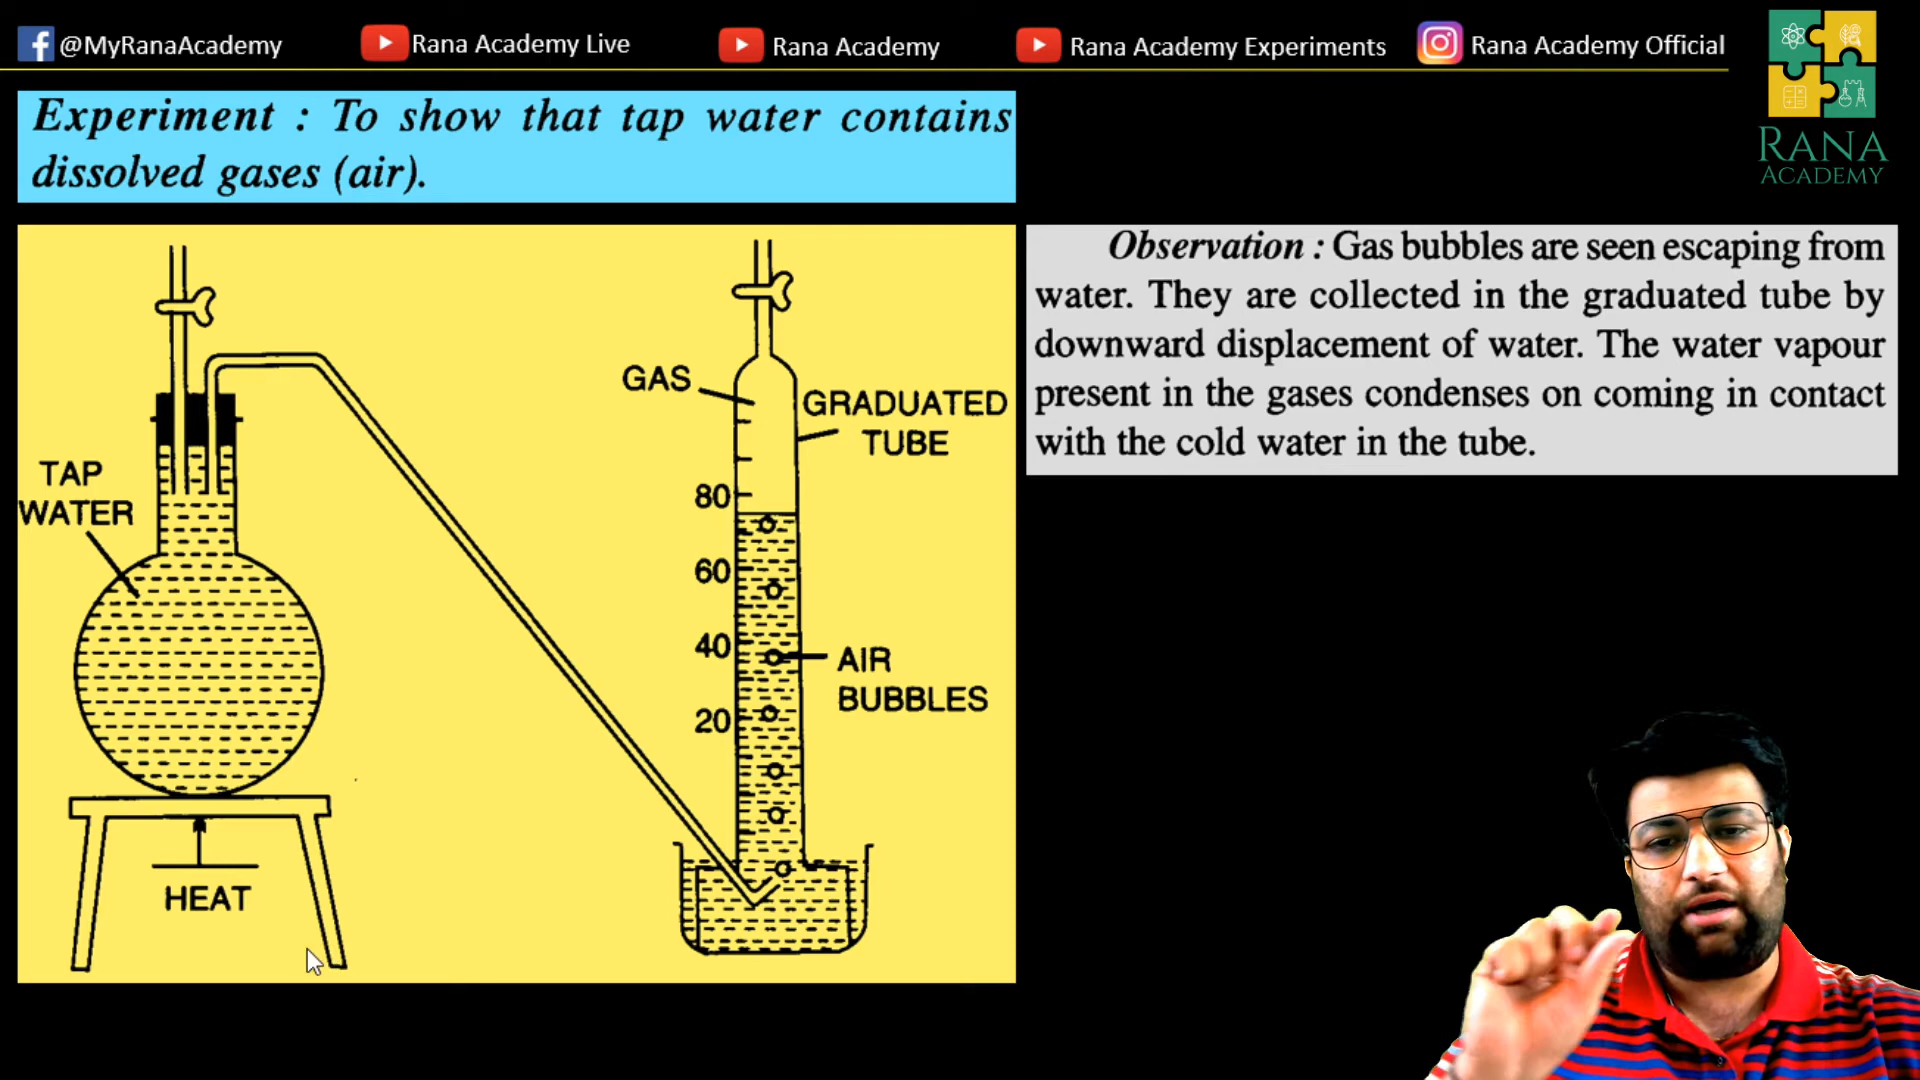 @MyRanaAcademy
Rana Academy Live
Rana Academy
Rana Academy Experiments
Rana Academy Official
RANA
ACADEMY
Experiment : To show that tap water contains
dissolved gases (air).
TAP
WATER
HEAT
GAS
GRADUATED
TUBE
80
60
40
20
AIR
BUBBLES
Observation : Gas bubbles are seen escaping from
water. They are collected in the graduated tube by
downward displacement of water. The water vapour
present in the gases condenses on coming in contact
with the cold water in the tube.